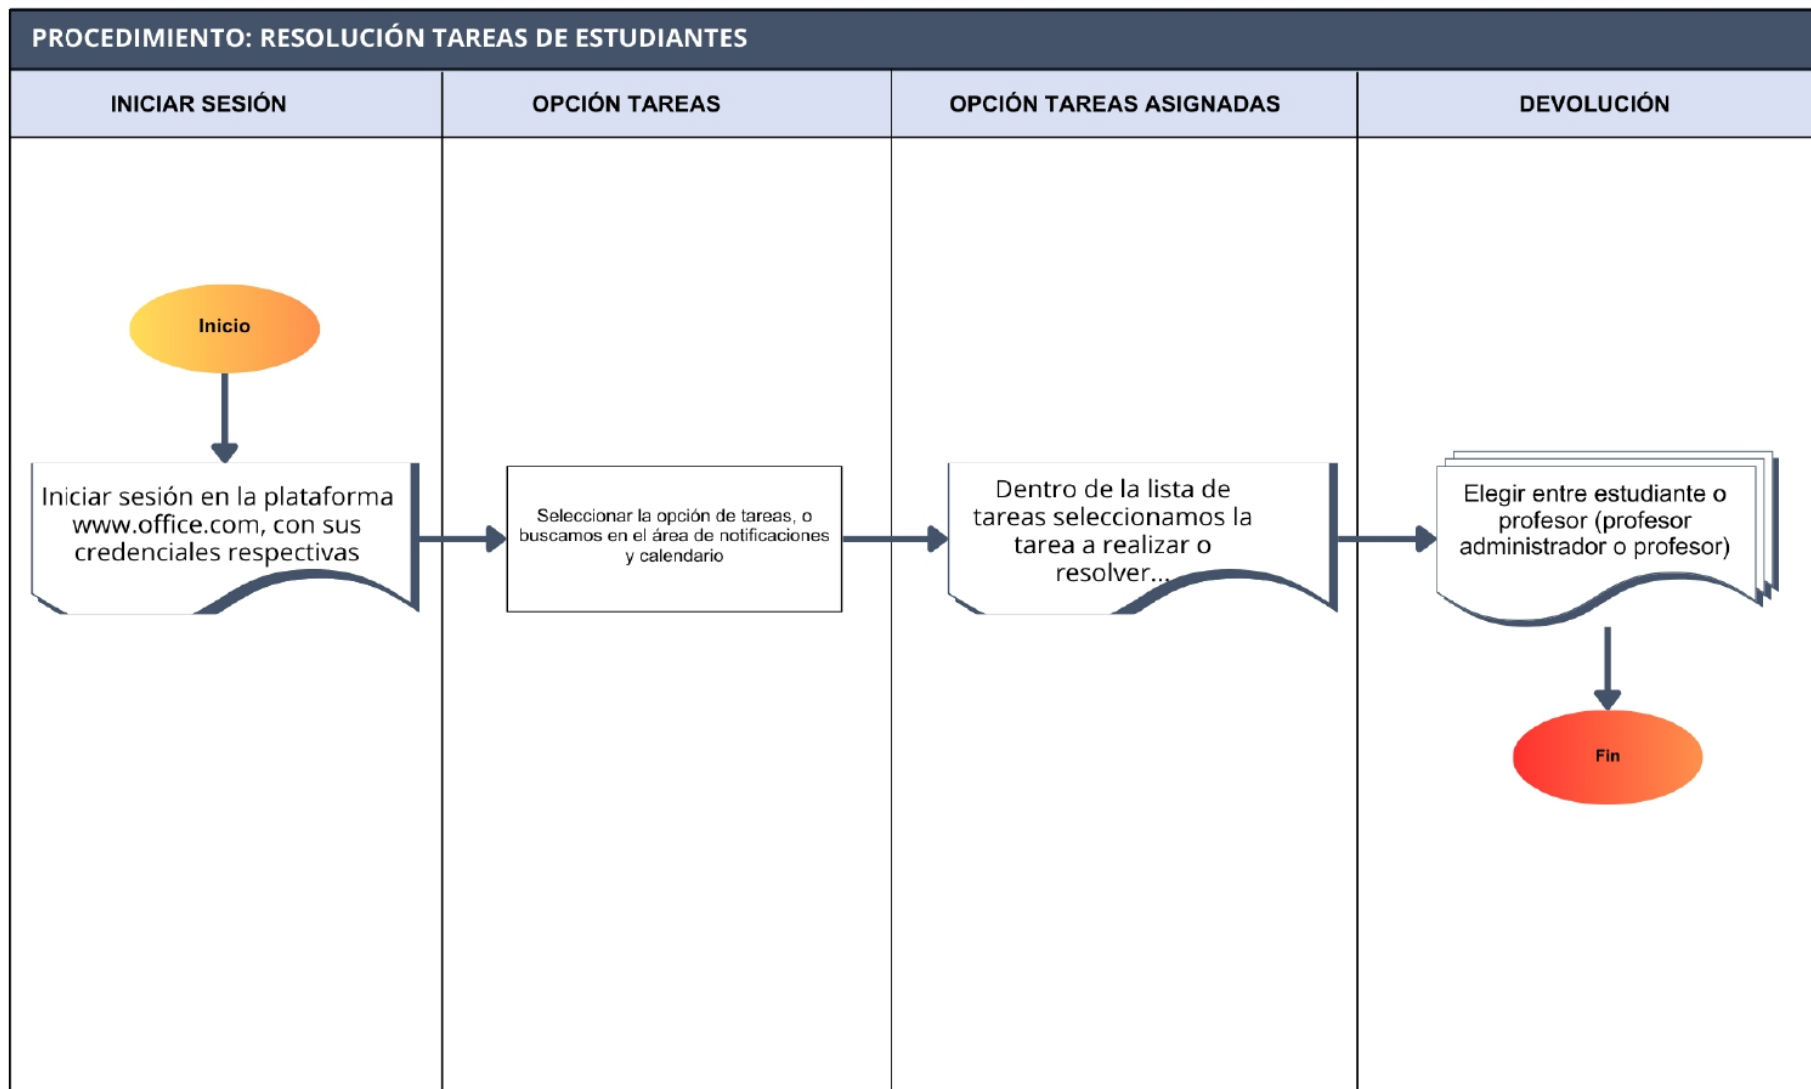 PROCEDIMIENTO: RESOLUCIÓN TAREAS DE ESTUDIANTES
INICIAR SESIÓN
OPCIÓN TAREAS
OPCIÓN TAREAS ASIGNADAS
DEVOLUCIÓN
Inicio
Iniciar sesión en la plataforma
www.office.com, con sus
credenciales respectivas
Seleccionar la opción de tareas, o
buscamos en el área de notificaciones
y calendario
Dentro de la lista de
tareas seleccionamos la
tarea a realizar o
resolver...
Elegir entre estudiante o
profesor (profesor
administrador o profesor)
Fin